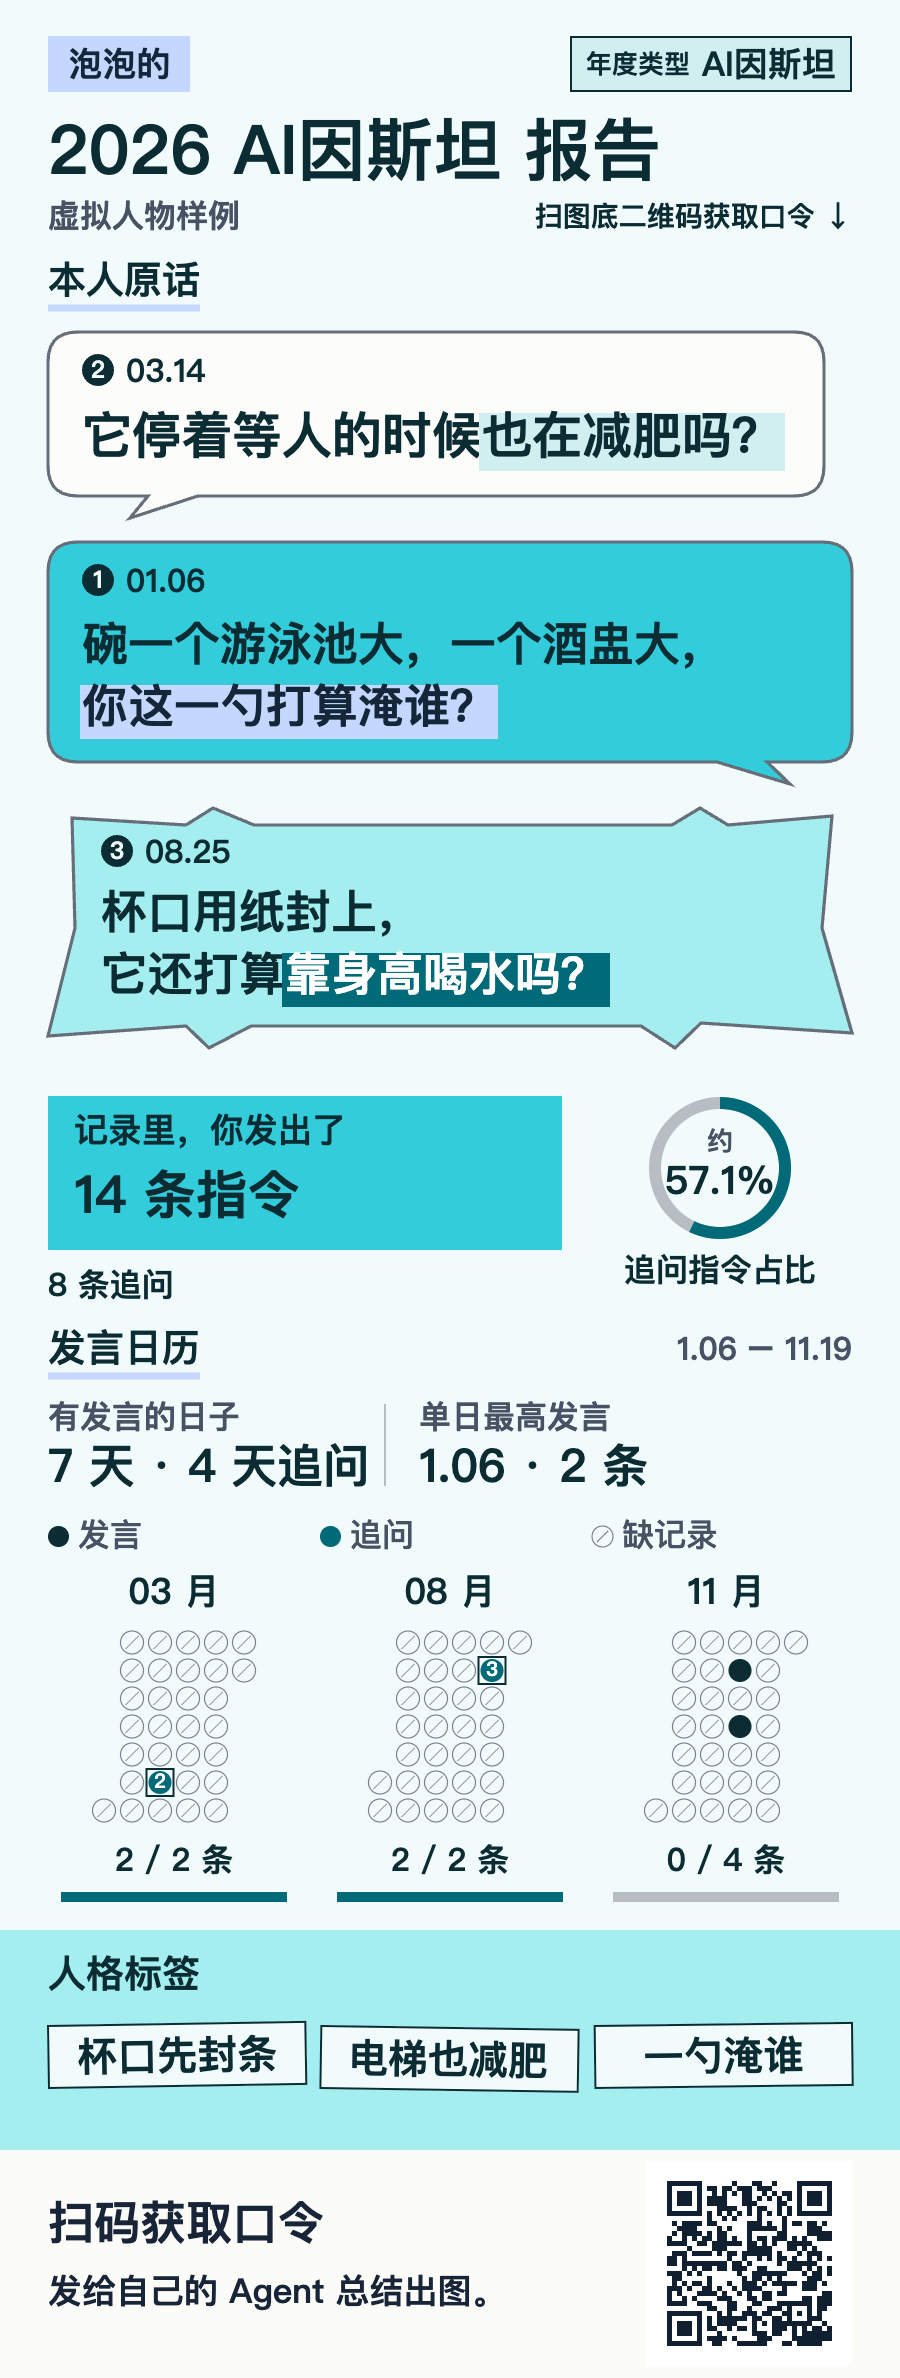 泡泡的
年度类型 AI因斯坦
2026 AI因斯坦 报告
虚拟人物样例
扫图底二维码获取口令 ↓
本人原话
2 03.14
它停着等人的时候也在减肥吗？
1 01.06
碗一个游泳池大，一个酒盅大，
你这一勺打算淹谁？
3 08.25
杯口用纸封上，
它还打算靠身高喝水吗？
记录里，你发出了
14 条指令
8 条追问
约
57.1%
追问指令占比
发言日历
1.06 — 11.19
有发言的日子
7 天 · 4 天追问
单日最高发言
1.06 · 2 条
发言
追问
缺记录
03 月
08 月
11 月
3
2
2 / 2 条
2 / 2 条
0 / 4 条
人格标签
杯口先封条
电梯也减肥
一勺淹谁
扫码获取口令
发给自己的 Agent 总结出图。